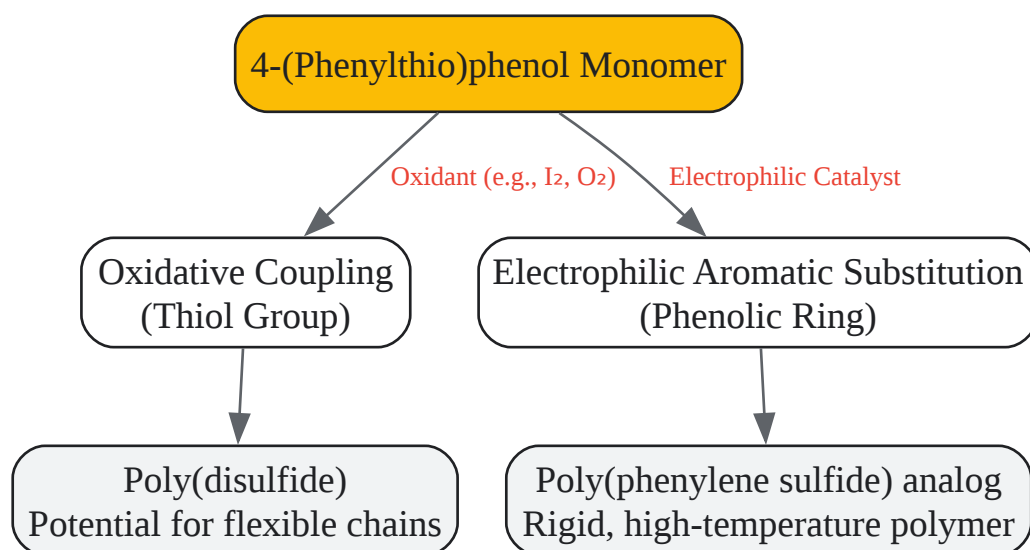 4-(Phenylthio)phenol Monomer
Oxidant (e.g., I₂, O₂)
Electrophilic Catalyst
Oxidative Coupling
(Thiol Group)
Electrophilic Aromatic Substitution
(Phenolic Ring)
Poly(disulfide)
Potential for flexible chains
Poly(phenylene sulfide) analog
Rigid, high-temperature polymer